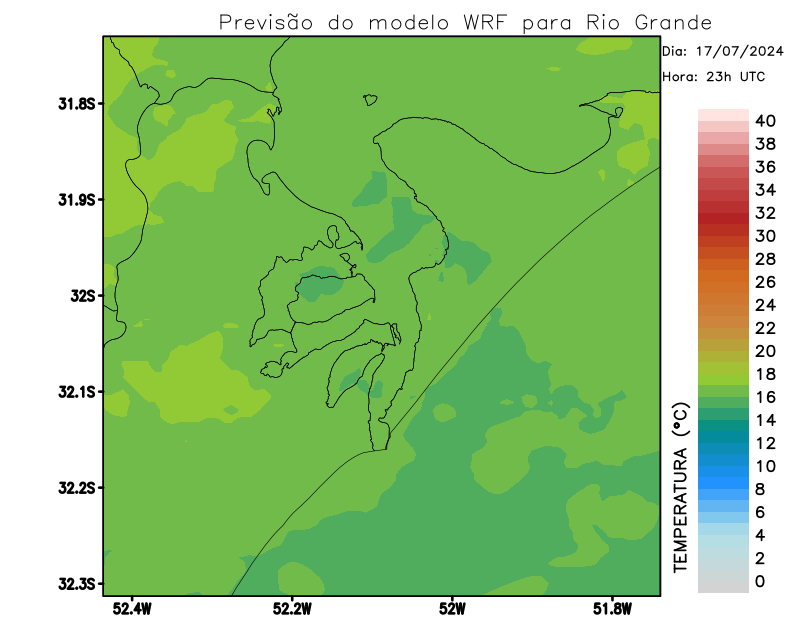 Previsão do modelo WRF para Rio Grande
Dia: 17/07/2024
Hora: 23h UTC
31.8S
31.9S
32S
32.1S
32.2S
32.3S
52.4W
52.2W
52W
51.8W
40
38
36
34
32
30
28
26
24
22
20
18
16
14
12
10
8
6
4
2
0
TEMPERATURA (°C)